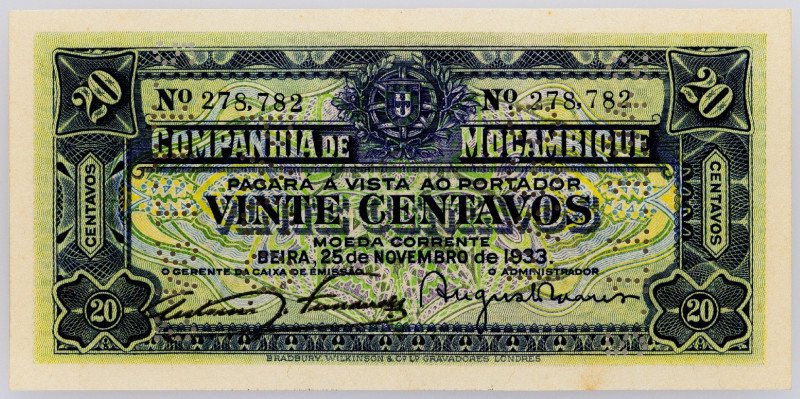 20 20
Nº 278,782 Nº 278,782
COMPANHIA DE MOÇAMBIQUE
PAGARÁ Á VISTA AO PORTADOR
CENTAVOS VINTE CENTAVOS CENTAVOS
MOEDA CORRENTE
BEIRA, 25 de NOVEMBRO de 1933.
O GERENTE DA CAIXA DE EMISSÃO O ADMINISTRADOR
20 20
BRADBURY, WILKINSON & Cº Lº GRAVADORES LONDRES